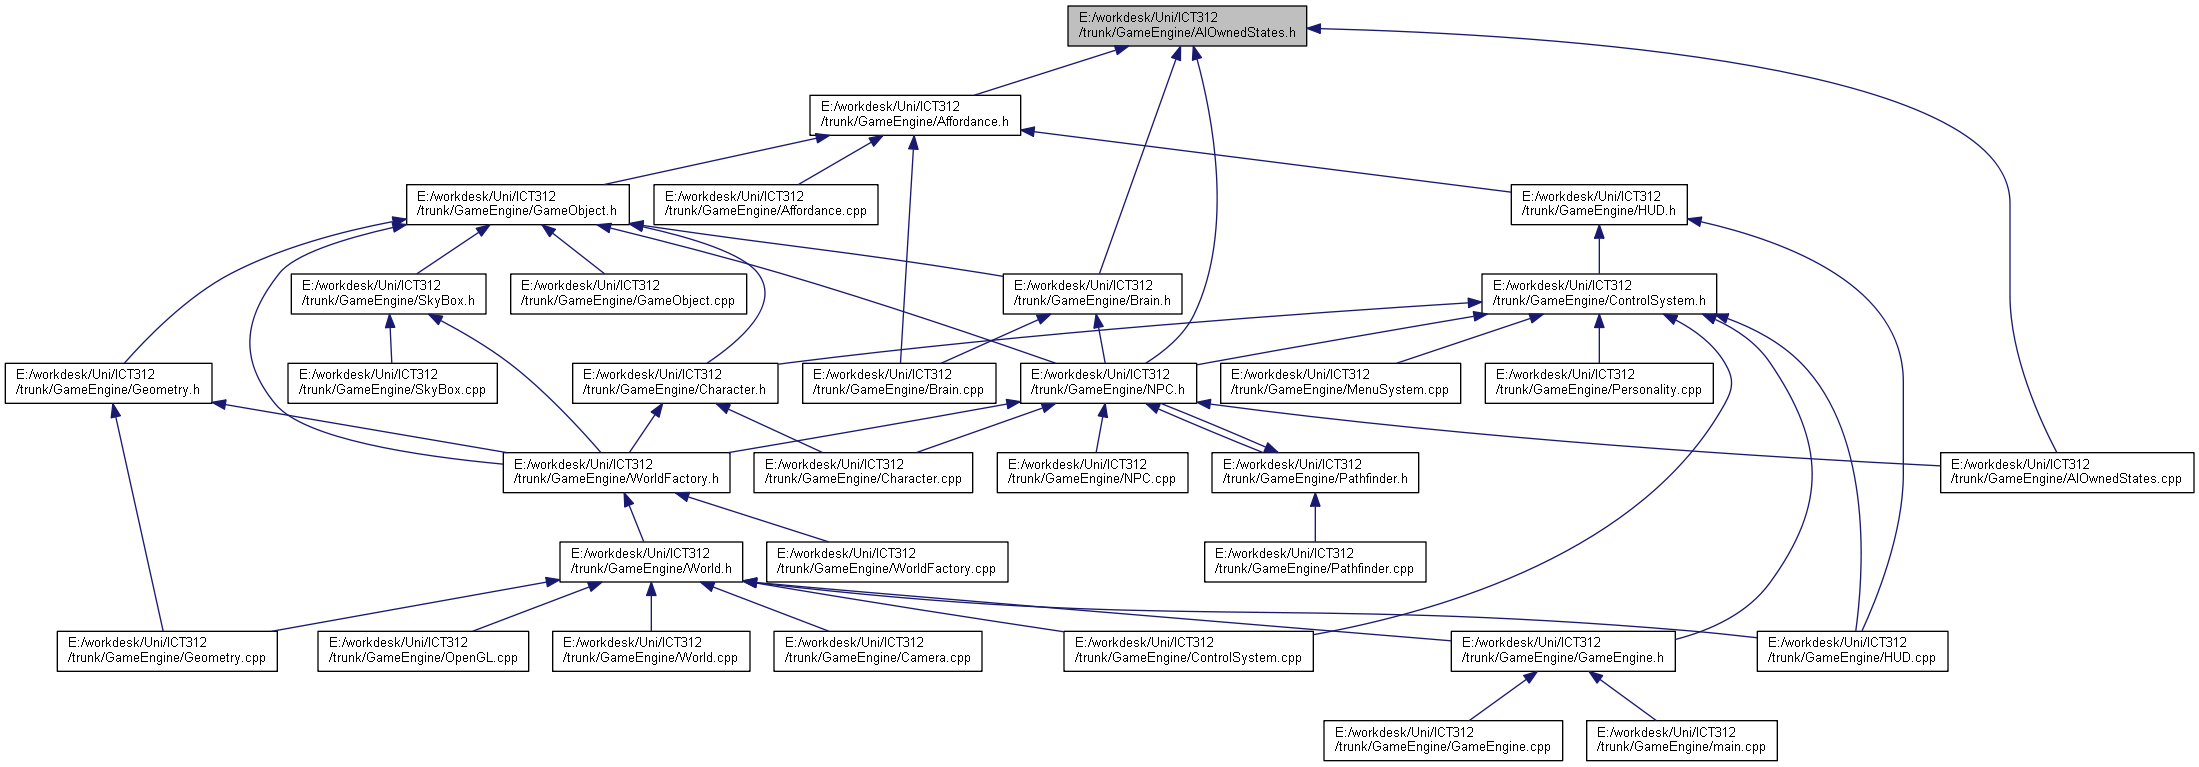 E:/workdesk/Uni/ICT312
/trunk/GameEngine/AIOwnedStates.h
E:/workdesk/Uni/ICT312
/trunk/GameEngine/Affordance.h
E:/workdesk/Uni/ICT312
/trunk/GameEngine/GameObject.h
E:/workdesk/Uni/ICT312
/trunk/GameEngine/Affordance.cpp
E:/workdesk/Uni/ICT312
/trunk/GameEngine/HUD.h
E:/workdesk/Uni/ICT312
/trunk/GameEngine/SkyBox.h
E:/workdesk/Uni/ICT312
/trunk/GameEngine/GameObject.cpp
E:/workdesk/Uni/ICT312
/trunk/GameEngine/Brain.h
E:/workdesk/Uni/ICT312
/trunk/GameEngine/ControlSystem.h
E:/workdesk/Uni/ICT312
/trunk/GameEngine/Geometry.h
E:/workdesk/Uni/ICT312
/trunk/GameEngine/SkyBox.cpp
E:/workdesk/Uni/ICT312
/trunk/GameEngine/Character.h
E:/workdesk/Uni/ICT312
/trunk/GameEngine/Brain.cpp
E:/workdesk/Uni/ICT312
/trunk/GameEngine/NPC.h
E:/workdesk/Uni/ICT312
/trunk/GameEngine/MenuSystem.cpp
E:/workdesk/Uni/ICT312
/trunk/GameEngine/Personality.cpp
E:/workdesk/Uni/ICT312
/trunk/GameEngine/WorldFactory.h
E:/workdesk/Uni/ICT312
/trunk/GameEngine/Character.cpp
E:/workdesk/Uni/ICT312
/trunk/GameEngine/NPC.cpp
E:/workdesk/Uni/ICT312
/trunk/GameEngine/Pathfinder.h
E:/workdesk/Uni/ICT312
/trunk/GameEngine/AIOwnedStates.cpp
E:/workdesk/Uni/ICT312
/trunk/GameEngine/World.h
E:/workdesk/Uni/ICT312
/trunk/GameEngine/WorldFactory.cpp
E:/workdesk/Uni/ICT312
/trunk/GameEngine/Pathfinder.cpp
E:/workdesk/Uni/ICT312
/trunk/GameEngine/Geometry.cpp
E:/workdesk/Uni/ICT312
/trunk/GameEngine/OpenGL.cpp
E:/workdesk/Uni/ICT312
/trunk/GameEngine/World.cpp
E:/workdesk/Uni/ICT312
/trunk/GameEngine/Camera.cpp
E:/workdesk/Uni/ICT312
/trunk/GameEngine/ControlSystem.cpp
E:/workdesk/Uni/ICT312
/trunk/GameEngine/GameEngine.h
E:/workdesk/Uni/ICT312
/trunk/GameEngine/HUD.cpp
E:/workdesk/Uni/ICT312
/trunk/GameEngine/GameEngine.cpp
E:/workdesk/Uni/ICT312
/trunk/GameEngine/main.cpp